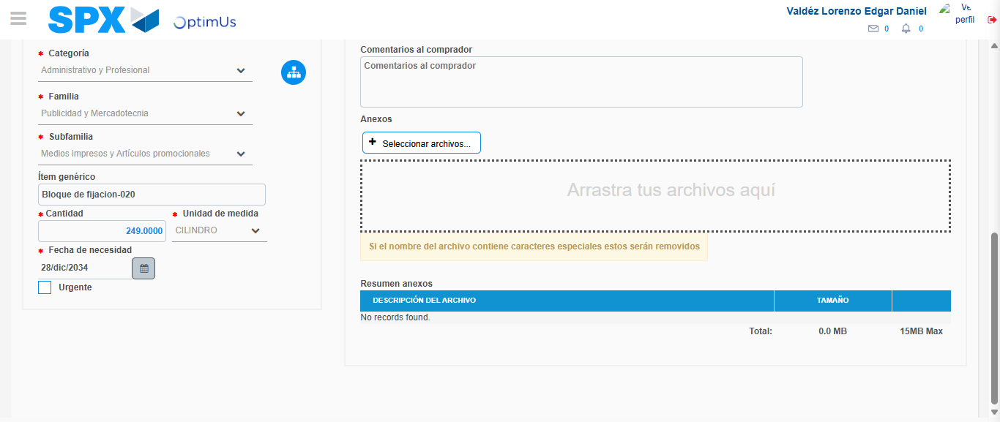 SPX
OptimUs
Valdéz Lorenzo Edgar Daniel
0
0
Ve
perfil
* Categoría
Administrativo y Profesional
* Familia
Publicidad y Mercadotecnia
* Subfamilia
Medios impresos y Artículos promocionales
Ítem genérico
Bloque de fijacion-020
* Cantidad
* Unidad de medida
249.0000
CILINDRO
* Fecha de necesidad
28/dic/2034
Urgente
Comentarios al comprador
Comentarios al comprador
Anexos
+ Seleccionar archivos...
Arrastra tus archivos aquí
Si el nombre del archivo contiene caracteres especiales estos serán removidos
Resumen anexos
DESCRIPCIÓN DEL ARCHIVO
TAMAÑO
No records found.
Total:
0.0 MB
15MB Max